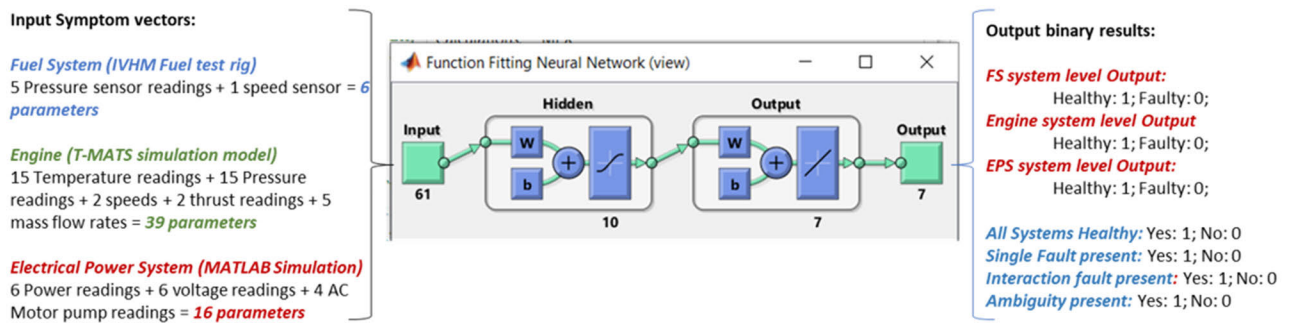 Input Symptom vectors:
Fuel System (IVHM Fuel test rig)
5 Pressure sensor readings + 1 speed sensor = 6
parameters
Engine (T-MATS simulation model)
15 Temperature readings + 15 Pressure
readings + 2 speeds + 2 thrust readings + 5
mass flow rates = 39 parameters
Electrical Power System (MATLAB Simulation)
6 Power readings + 6 voltage readings + 4 AC
Motor pump readings = 16 parameters
Function Fitting Neural Network (view)
Hidden
Output
Input
W
b
+
W
b
+
Output
61
10
7
7
Output binary results:
FS system level Output:
Healthy: 1; Faulty: 0;
Engine system level Output
Healthy: 1; Faulty: 0;
EPS system level Output:
Healthy: 1; Faulty: 0;
All Systems Healthy: Yes: 1; No: 0
Single Fault present: Yes: 1; No: 0
Interaction fault present: Yes: 1; No: 0
Ambiguity present: Yes: 1; No: 0